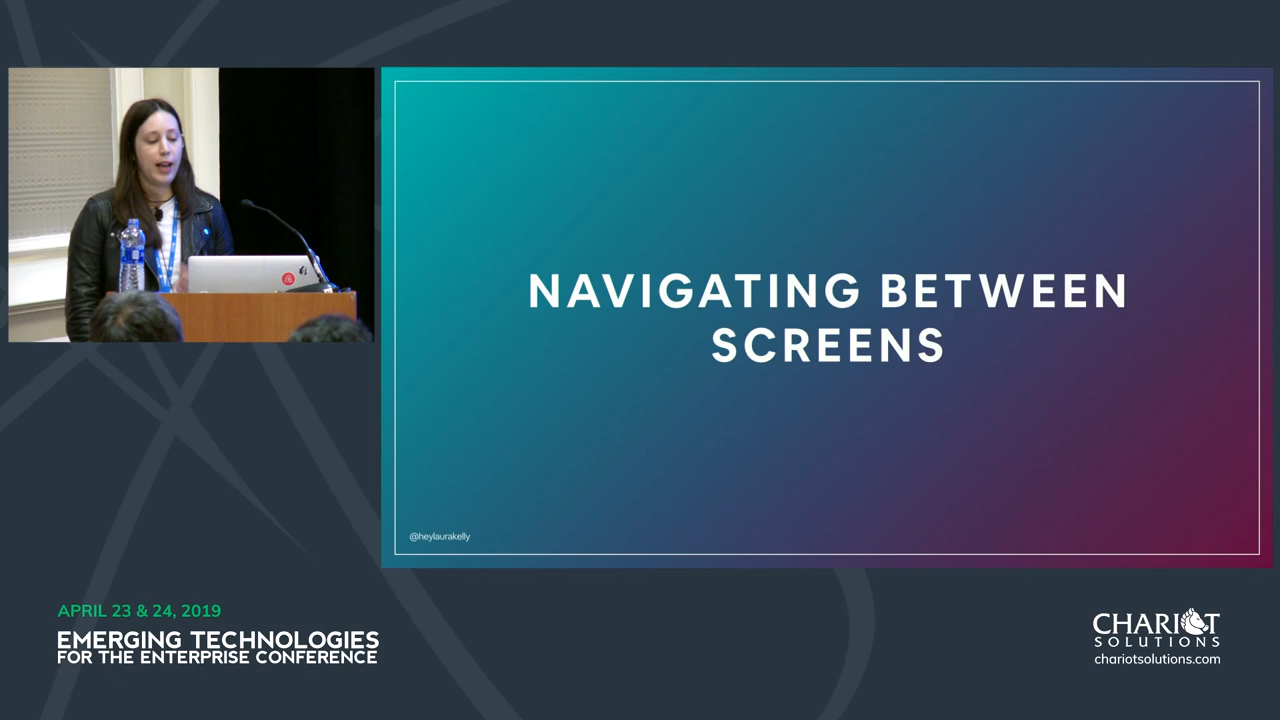 NAVIGATING BETWEEN
SCREENS
@heylaurakelly
APRIL 23 & 24, 2019
EMERGING TECHNOLOGIES
FOR THE ENTERPRISE CONFERENCE
CHARIOT
SOLUTIONS
chariotsolutions.com